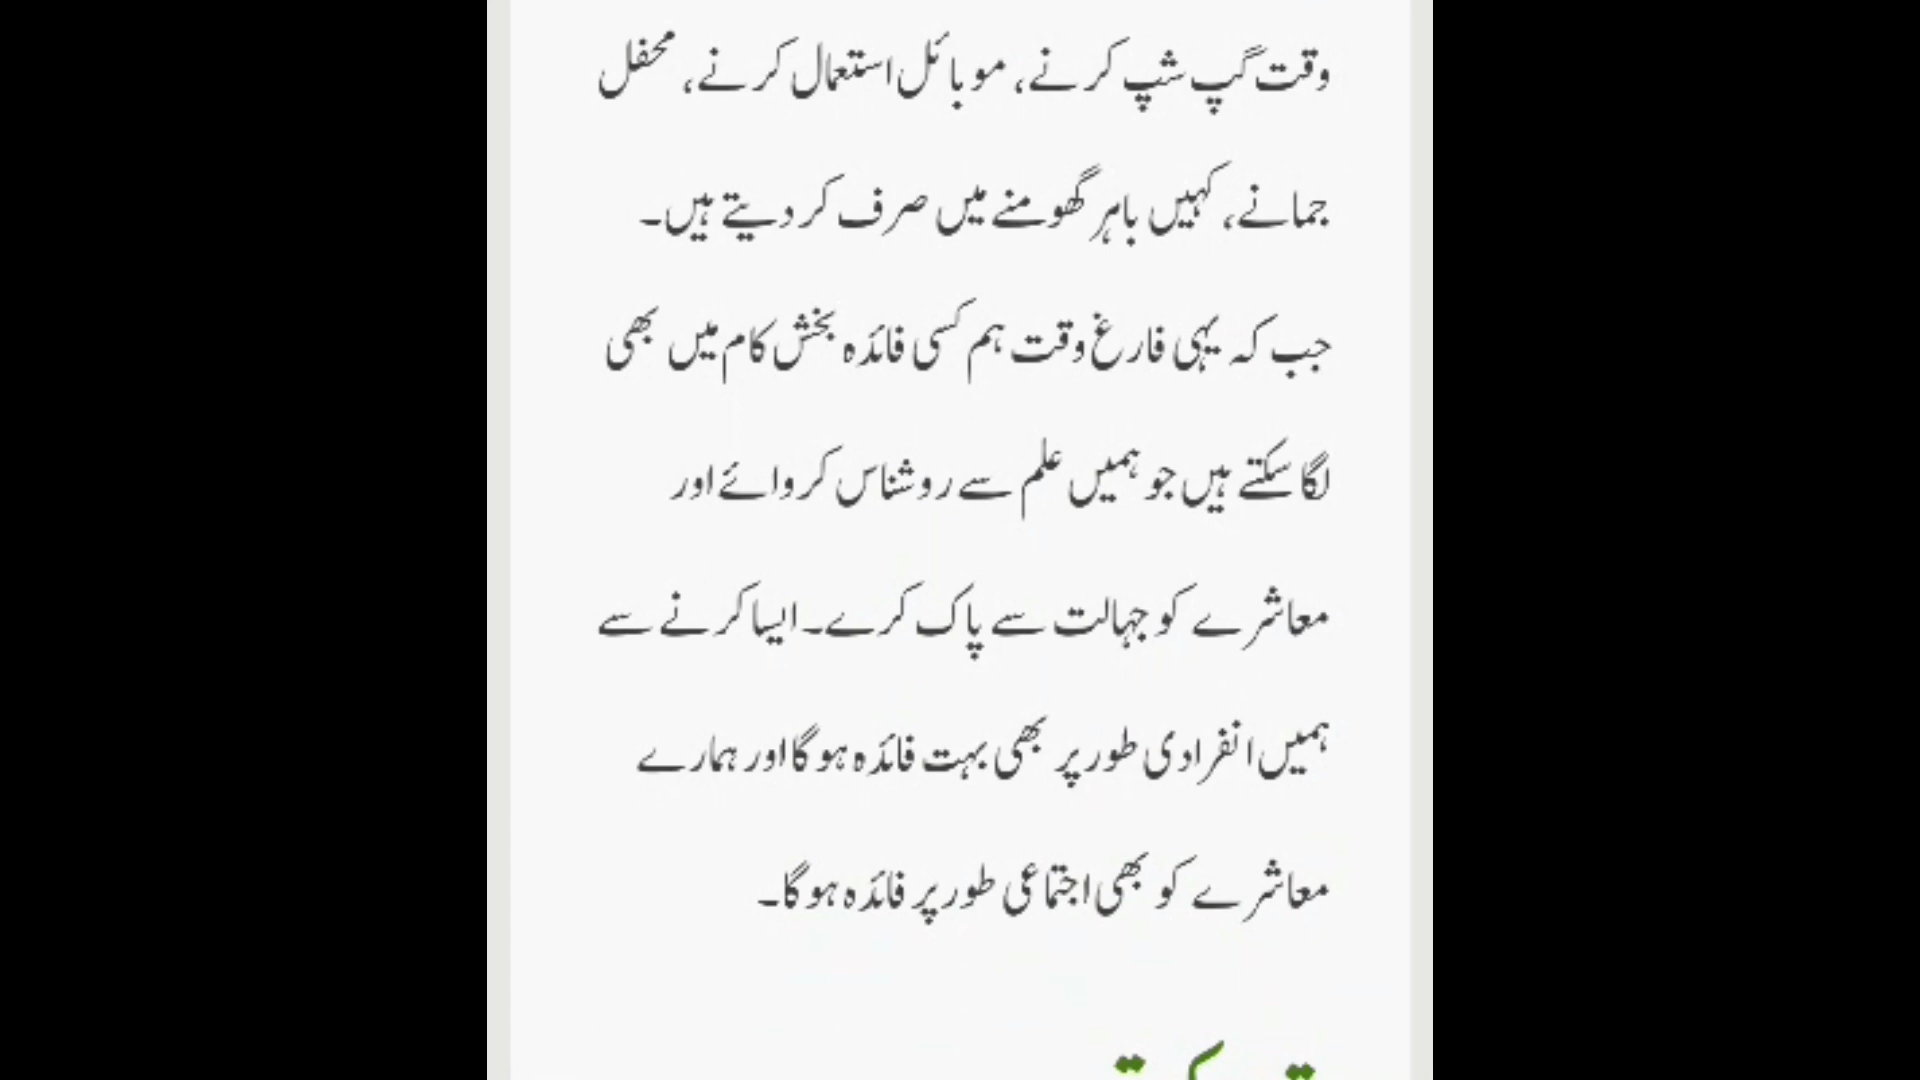 وقت گپ شپ کرنے، موبائل استعمال کرنے، محفل
جمانے، کہیں باہر گھومنے میں صرف کر دیتے ہیں۔
جب کہ یہی فارغ وقت ہم کسی فائدہ بخش کام میں بھی
لگا سکتے ہیں جو ہمیں علم سے روشناس کروائے اور
معاشرے کو جہالت سے پاک کرے۔ ایسا کرنے سے
ہمیں انفرادی طور پر بھی بہت فائدہ ہو گا اور ہمارے
معاشرے کو بھی اجتماعی طور پر فائدہ ہو گا۔